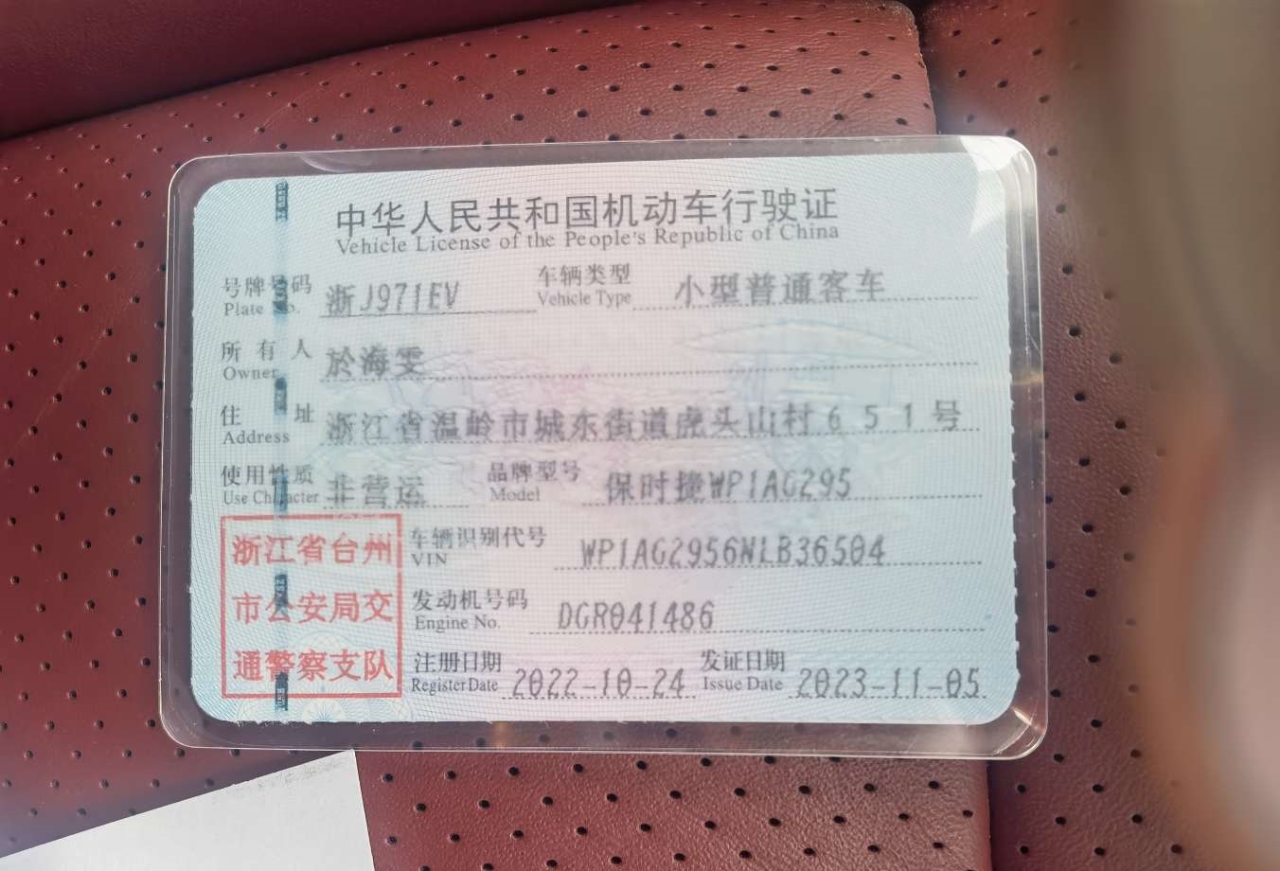 中华人民共和国机动车行驶证
Vehicle License of the People's Republic of China
号牌号码 浙J971EV 车辆类型 小型普通客车
Plate No. Vehicle Type
所有人 於海雯
Owner
住址 浙江省温岭市城东街道虎头山村651号
Address
使用性质 非营运 品牌型号 保时捷WP1AG295
Use Character Model
浙江省台州
市公安局交
通警察支队
车辆识别代号 WP1AG2956NLB36504
VIN
发动机号码 DGR041486
Engine No.
注册日期 2022-10-24 发证日期 2023-11-05
Register Date Issue Date